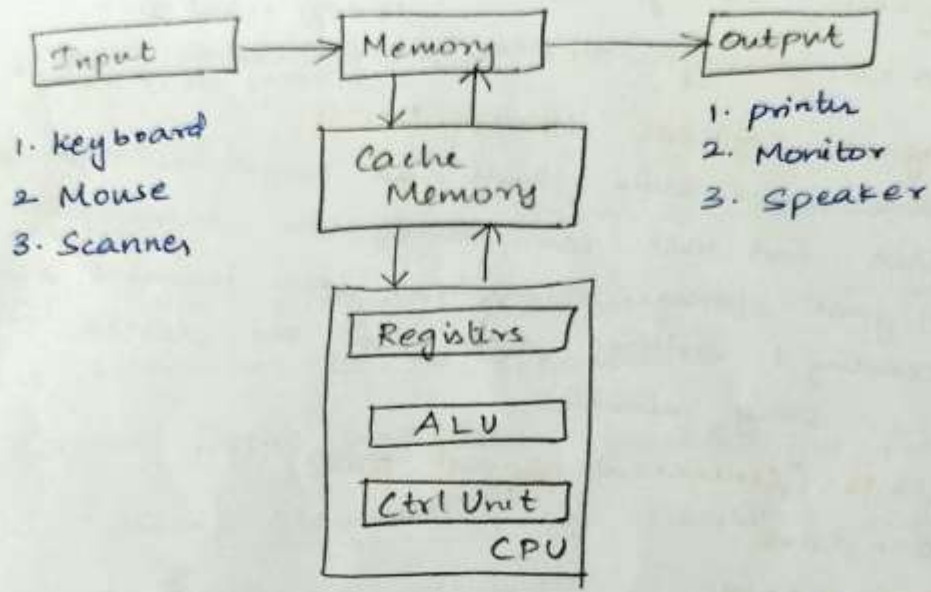 Input
Memory
Output
1. Keyboard
2 Mouse
3. Scanner
1. printer
2. Monitor
3. Speaker
Cache
Memory
Registers
ALU
Ctrl Unit
CPU